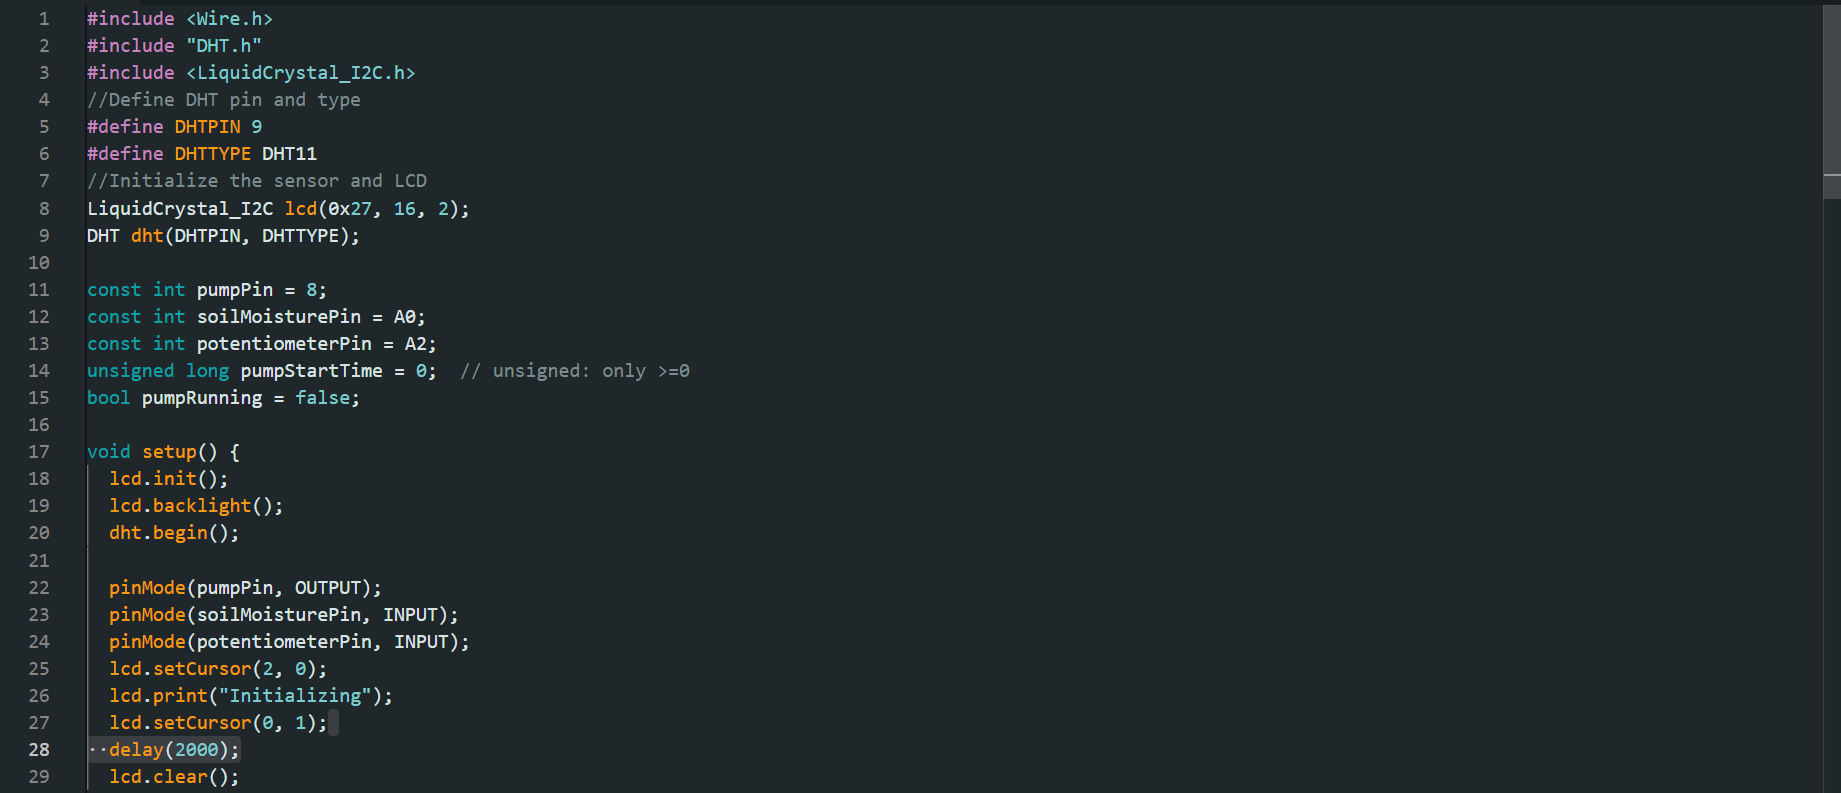 1 #include <Wire.h>
2 #include "DHT.h"
3 #include <LiquidCrystal_I2C.h>
4 //Define DHT pin and type
5 #define DHTPIN 9
6 #define DHTTYPE DHT11
7 //Initialize the sensor and LCD
8 LiquidCrystal_I2C lcd(0x27, 16, 2);
9 DHT dht(DHTPIN, DHTTYPE);
10
11 const int pumpPin = 8;
12 const int soilMoisturePin = A0;
13 const int potentiometerPin = A2;
14 unsigned long pumpStartTime = 0;  // unsigned: only >=0
15 bool pumpRunning = false;
16
17 void setup() {
18   lcd.init();
19   lcd.backlight();
20   dht.begin();
21
22   pinMode(pumpPin, OUTPUT);
23   pinMode(soilMoisturePin, INPUT);
24   pinMode(potentiometerPin, INPUT);
25   lcd.setCursor(2, 0);
26   lcd.print("Initializing");
27   lcd.setCursor(0, 1);
28   delay(2000);
29   lcd.clear();